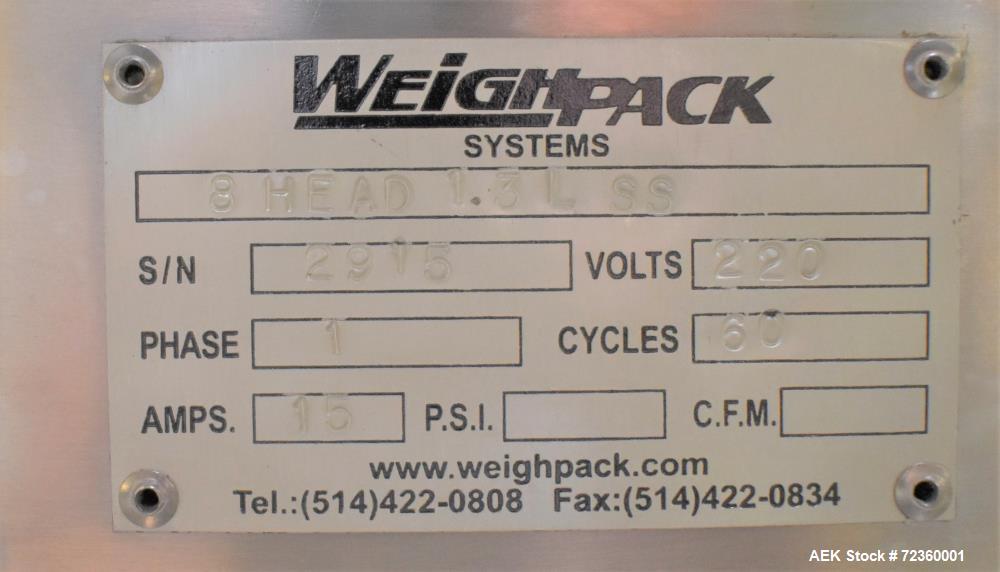 WEIGHPACK
SYSTEMS
8 HEAD 1.3L SS
S/N 2915 VOLTS 220
PHASE 1 CYCLES 60
AMPS. 15 P.S.I. C.F.M.
www.weighpack.com
Tel.:(514)422-0808 Fax:(514)422-0834
AEK Stock # 72360001